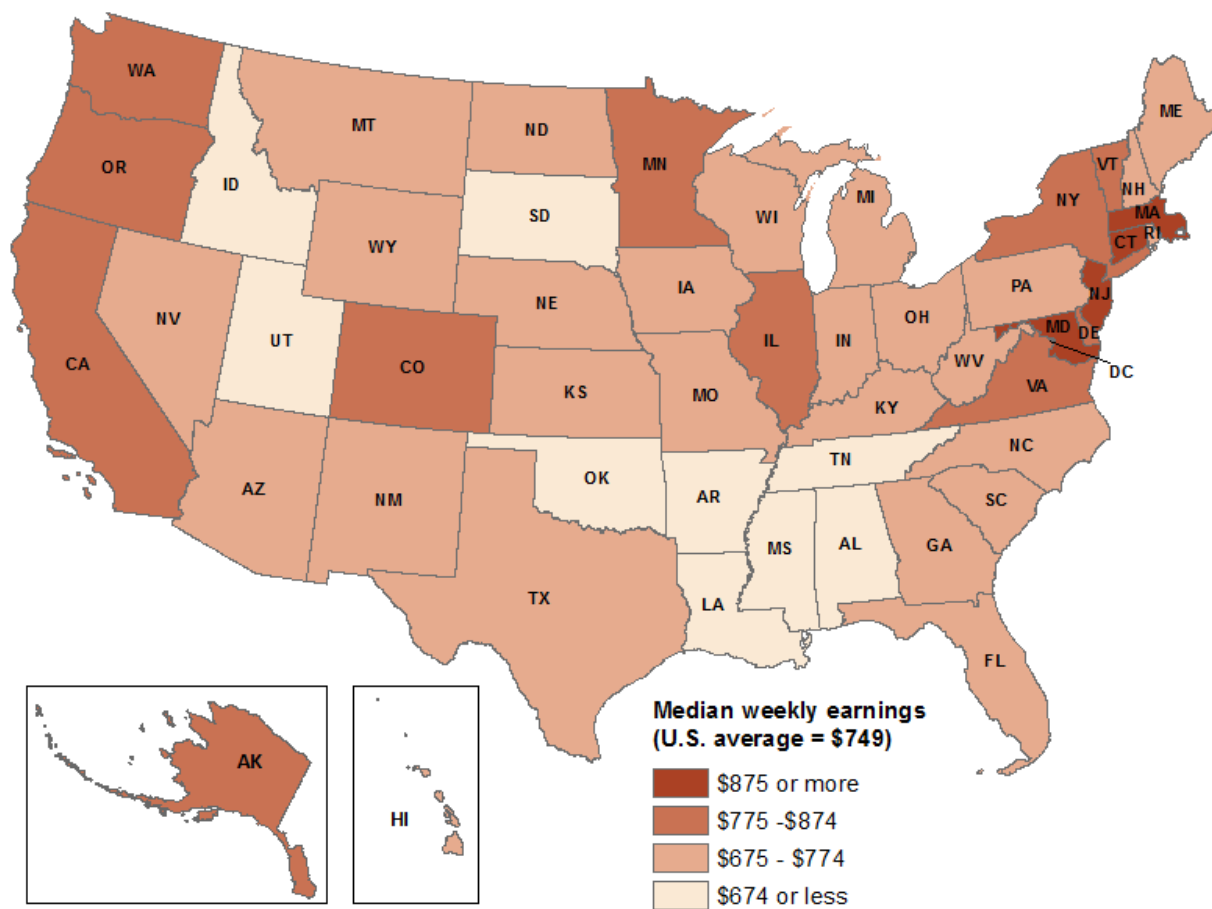 WA
ME
MT
ND
VT
OR
MN
NH
ID
NY
MA
SD
WI
MI
RI
CT
WY
IA
PA
NJ
NE
NV
OH
MD
DE
UT
IL
IN
CA
CO
WV
DC
KS
VA
MO
KY
NC
TN
OK
AZ
NM
AR
SC
MS
AL
GA
TX
LA
FL
AK
HI
Median weekly earnings
(U.S. average = $749)
$875 or more
$775 -$874
$675 - $774
$674 or less